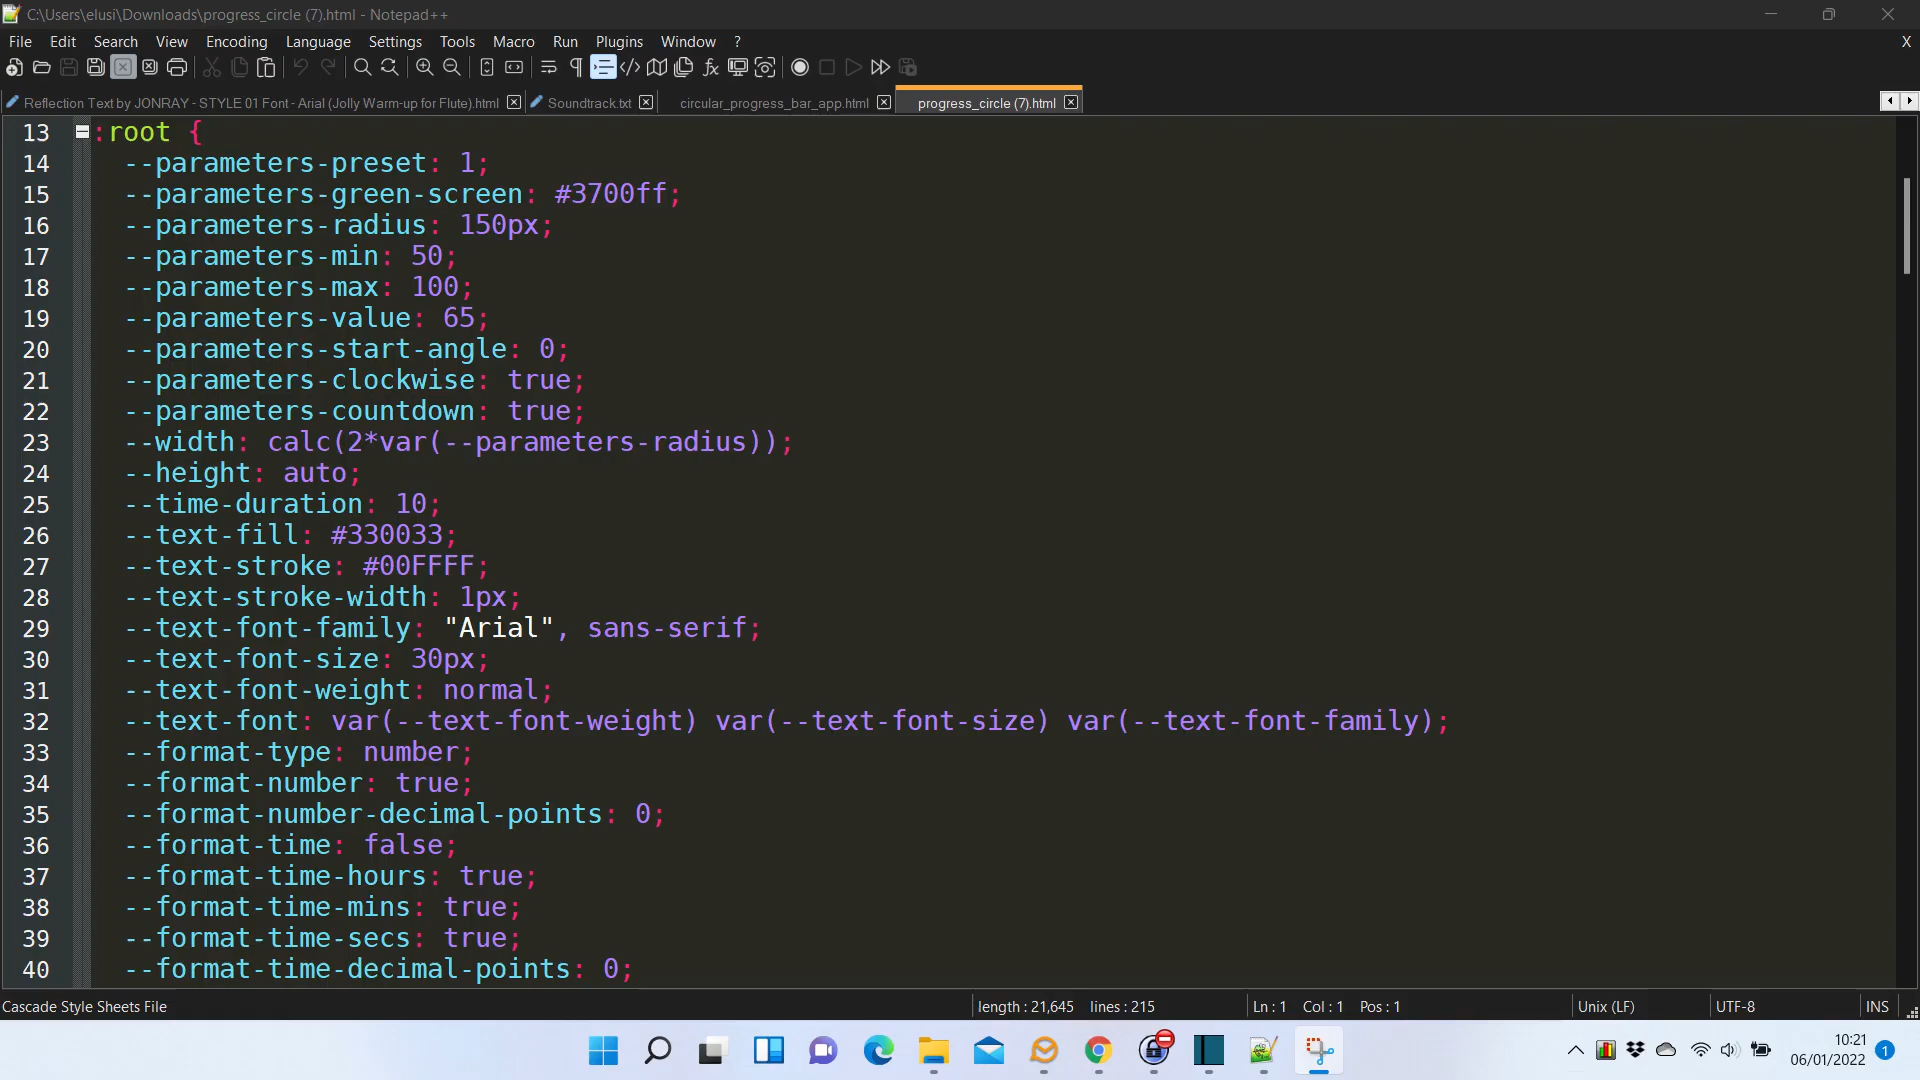 C:\Users\elusi\Downloads\progress_circle (7).html - Notepad++
File Edit Search View Encoding Language Settings Tools Macro Run Plugins Window ? X
Reflection Text by JONRAY - STYLE 01 Font - Arial (Jolly Warm-up for Flute).html Soundtrack.txt circular_progress_bar_app.html progress_circle (7).html
13 :root {
14 --parameters-preset: 1;
15 --parameters-green-screen: #3700ff;
16 --parameters-radius: 150px;
17 --parameters-min: 50;
18 --parameters-max: 100;
19 --parameters-value: 65;
20 --parameters-start-angle: 0;
21 --parameters-clockwise: true;
22 --parameters-countdown: true;
23 --width: calc(2*var(--parameters-radius));
24 --height: auto;
25 --time-duration: 10;
26 --text-fill: #330033;
27 --text-stroke: #00FFFF;
28 --text-stroke-width: 1px;
29 --text-font-family: "Arial", sans-serif;
30 --text-font-size: 30px;
31 --text-font-weight: normal;
32 --text-font: var(--text-font-weight) var(--text-font-size) var(--text-font-family);
33 --format-type: number;
34 --format-number: true;
35 --format-number-decimal-points: 0;
36 --format-time: false;
37 --format-time-hours: true;
38 --format-time-mins: true;
39 --format-time-secs: true;
40 --format-time-decimal-points: 0;
Cascade Style Sheets File length : 21,645 lines : 215 Ln : 1 Col : 1 Pos : 1 Unix (LF) UTF-8 INS
10:21
06/01/2022 1